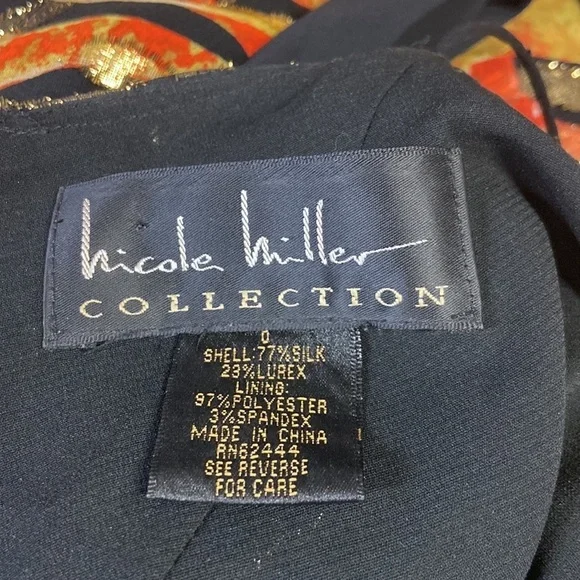 nicole miller
COLLECTION
0
SHELL:77%SILK
23%LUREX
LINING:
97%POLYESTER
3%SPANDEX
MADE IN CHINA
RN62444
SEE REVERSE
FOR CARE